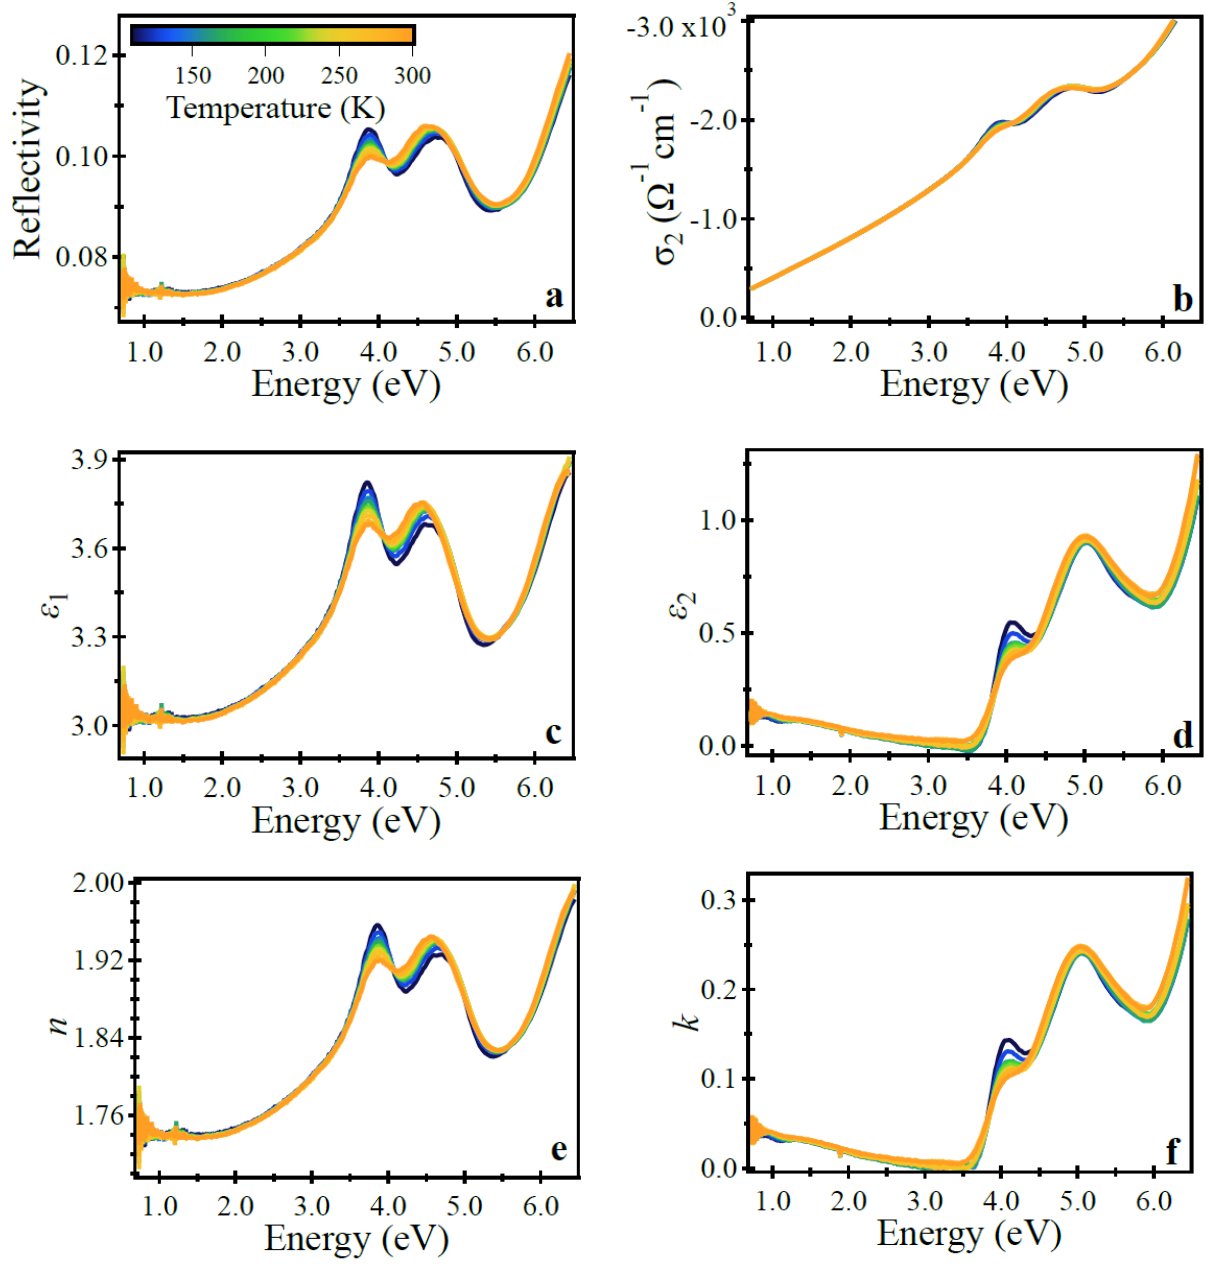 0.12
0.10
0.08
Reflectivity
150 200 250 300
Temperature (K)
a
1.0 2.0 3.0 4.0 5.0 6.0
Energy (eV)
-3.0 x10³
-2.0
-1.0
0.0
σ₂ (Ω⁻¹ cm⁻¹)
b
1.0 2.0 3.0 4.0 5.0 6.0
Energy (eV)
3.9
3.6
3.3
3.0
ε₁
c
1.0 2.0 3.0 4.0 5.0 6.0
Energy (eV)
1.0
0.5
0.0
ε₂
d
1.0 2.0 3.0 4.0 5.0 6.0
Energy (eV)
2.00
1.92
1.84
1.76
n
e
1.0 2.0 3.0 4.0 5.0 6.0
Energy (eV)
0.3
0.2
0.1
0.0
k
f
1.0 2.0 3.0 4.0 5.0 6.0
Energy (eV)